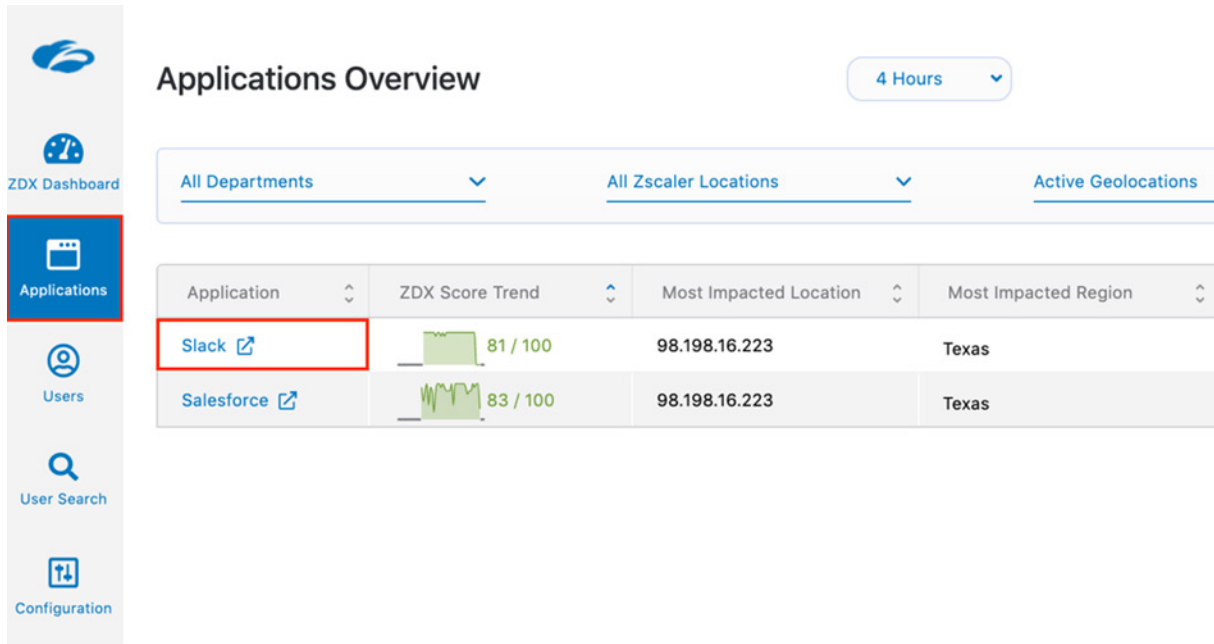 Applications Overview
4 Hours
ZDX Dashboard
All Departments
All Zscaler Locations
Active Geolocations
Applications
Application
ZDX Score Trend
Most Impacted Location
Most Impacted Region
Slack
81 / 100
98.198.16.223
Texas
Salesforce
83 / 100
98.198.16.223
Texas
Users
User Search
Configuration